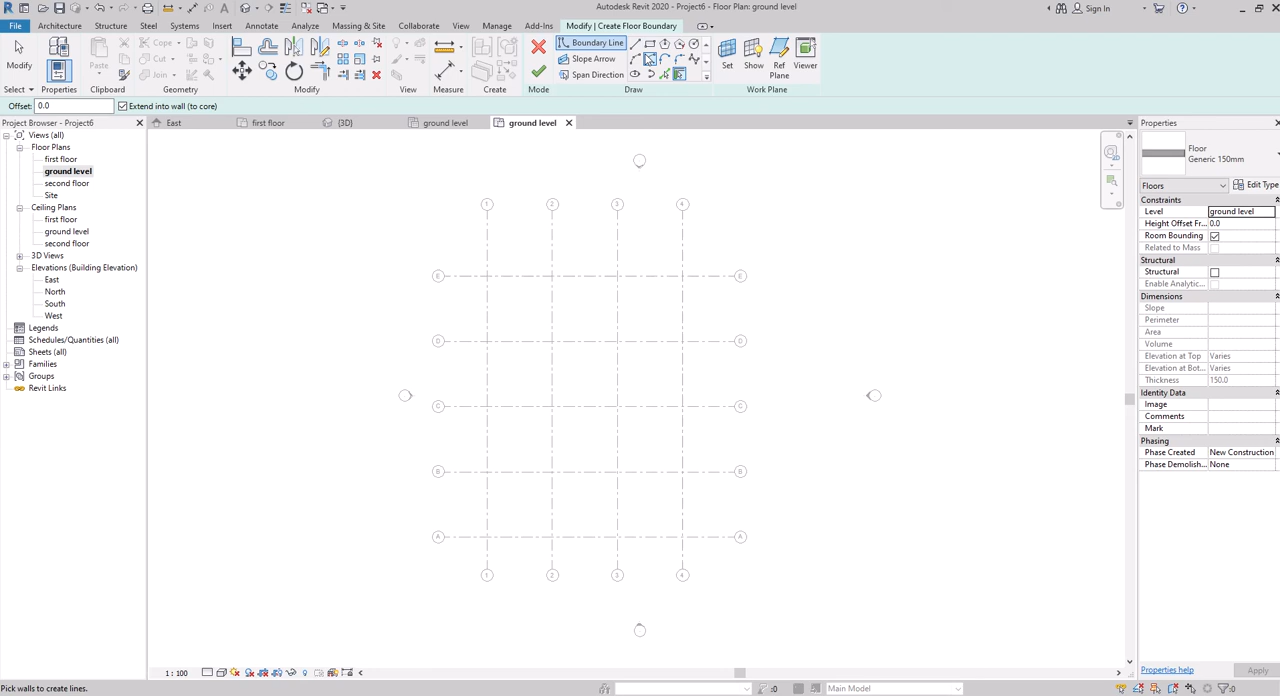 Autodesk Revit 2020 - Project6 - Floor Plan: ground level
Sign In
File
Architecture
Structure
Steel
Systems
Insert
Annotate
Analyze
Massing & Site
Collaborate
View
Manage
Add-Ins
Modify | Create Floor Boundary
Modify
Paste
Cope
Cut
Join
Boundary Line
Slope Arrow
Span Direction
Set
Show
Ref
Plane
Viewer
Select
Properties
Clipboard
Geometry
Modify
View
Measure
Create
Mode
Draw
Work Plane
Offset: 0.0
Extend into wall (to core)
Project Browser - Project6
East
first floor
{3D}
ground level
ground level
Properties
Views (all)
Floor Plans
first floor
ground level
second floor
Site
Ceiling Plans
first floor
ground level
second floor
3D Views
Elevations (Building Elevation)
East
North
South
West
Legends
Schedules/Quantities (all)
Sheets (all)
Families
Groups
Revit Links
1 2 3 4
E E
D D
C C
B B
A A
1 2 3 4
Floor
Generic 150mm
Floors
Edit Type
Constraints
Level ground level
Height Offset Fr... 0.0
Room Bounding
Related to Mass
Structural
Structural
Enable Analytic...
Dimensions
Slope
Perimeter
Area
Volume
Elevation at Top Varies
Elevation at Bot... Varies
Thickness 150.0
Identity Data
Image
Comments
Mark
Phasing
Phase Created New Construction
Phase Demolish... None
Properties help
Apply
1 : 100
Pick walls to create lines.
:0
Main Model
:0